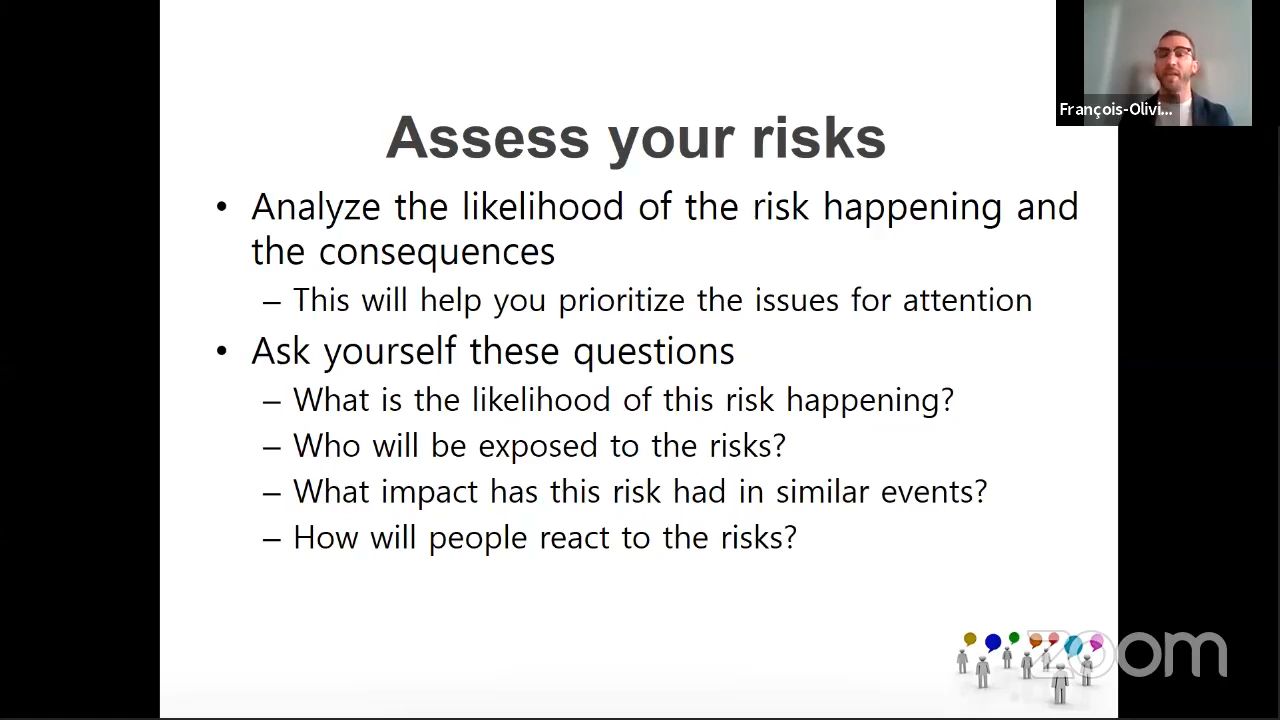 François-Olivi...
Assess your risks
• Analyze the likelihood of the risk happening and
the consequences
– This will help you prioritize the issues for attention
• Ask yourself these questions
– What is the likelihood of this risk happening?
– Who will be exposed to the risks?
– What impact has this risk had in similar events?
– How will people react to the risks?
zoom